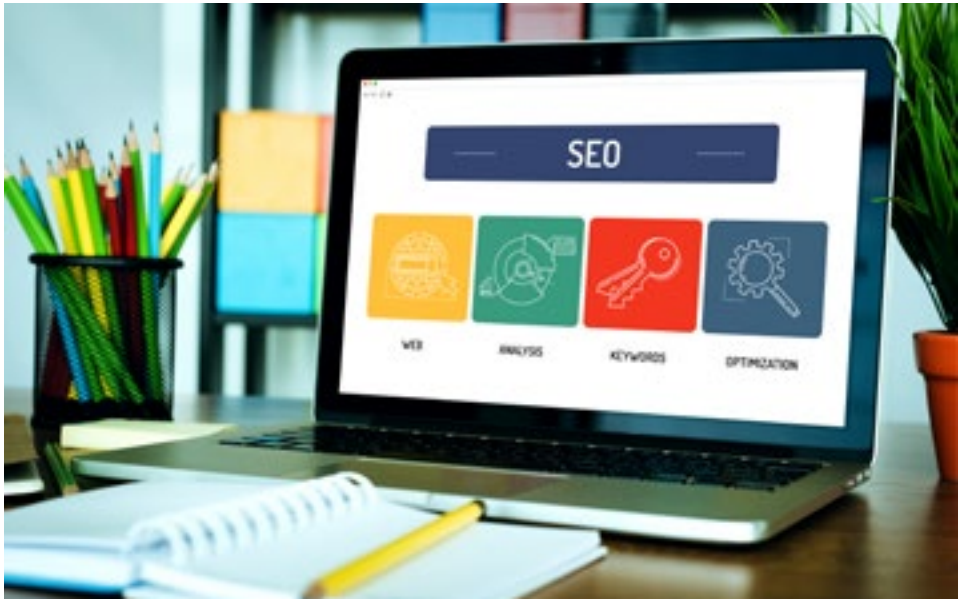 SEO
WEB
ANALYSIS
KEYWORDS
OPTIMIZATION